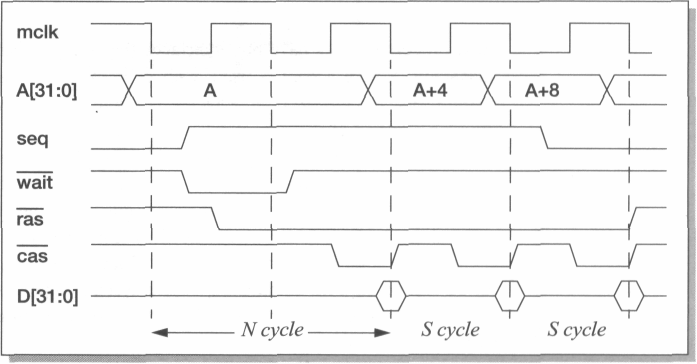 mclk
A[31:0] A A+4 A+8
seq
wait
ras
cas
D[31:0]
N cycle S cycle S cycle